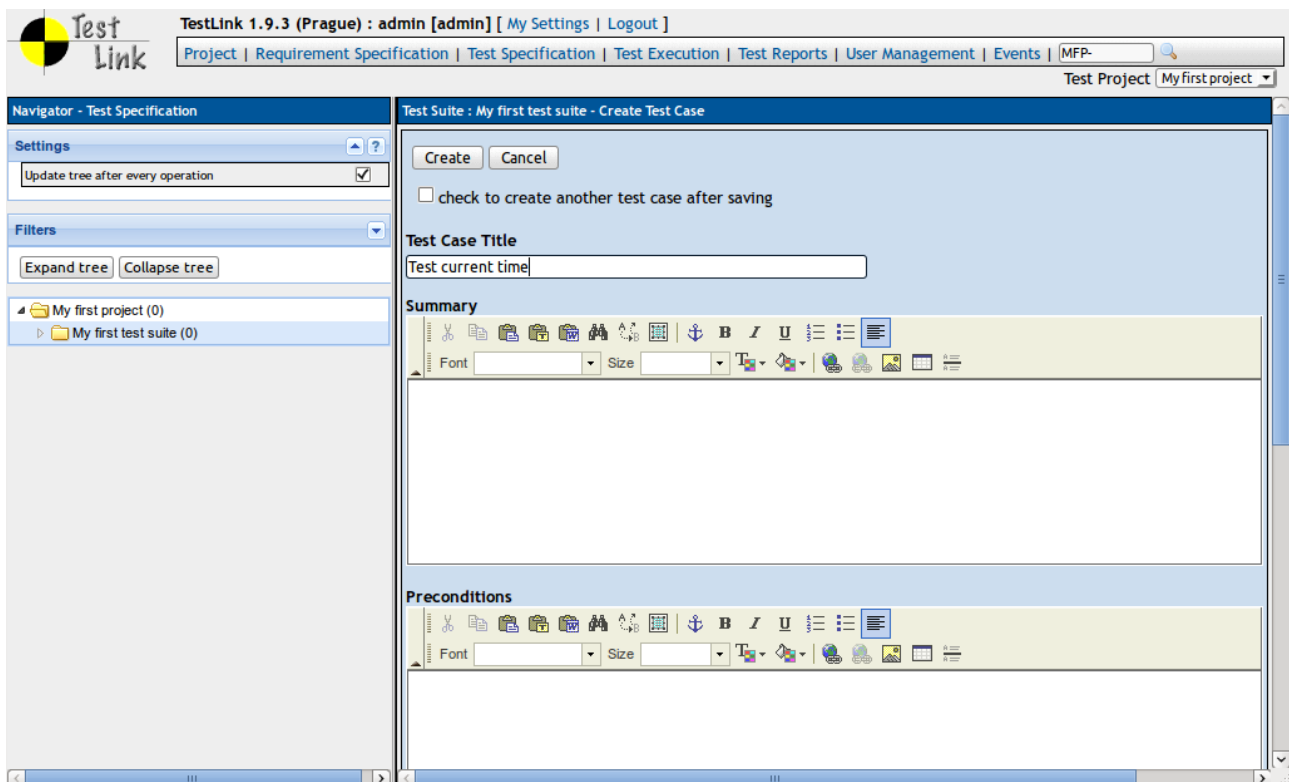 Test Link
TestLink 1.9.3 (Prague) : admin [admin] [ My Settings | Logout ]
Project | Requirement Specification | Test Specification | Test Execution | Test Reports | User Management | Events | MFP-
Test Project My first project
Navigator - Test Specification
Settings
?
Update tree after every operation
Filters
Expand tree Collapse tree
My first project (0)
My first test suite (0)
Test Suite : My first test suite - Create Test Case
Create Cancel
check to create another test case after saving
Test Case Title
Test current time
Summary
B I U
Font Size
Preconditions
B I U
Font Size